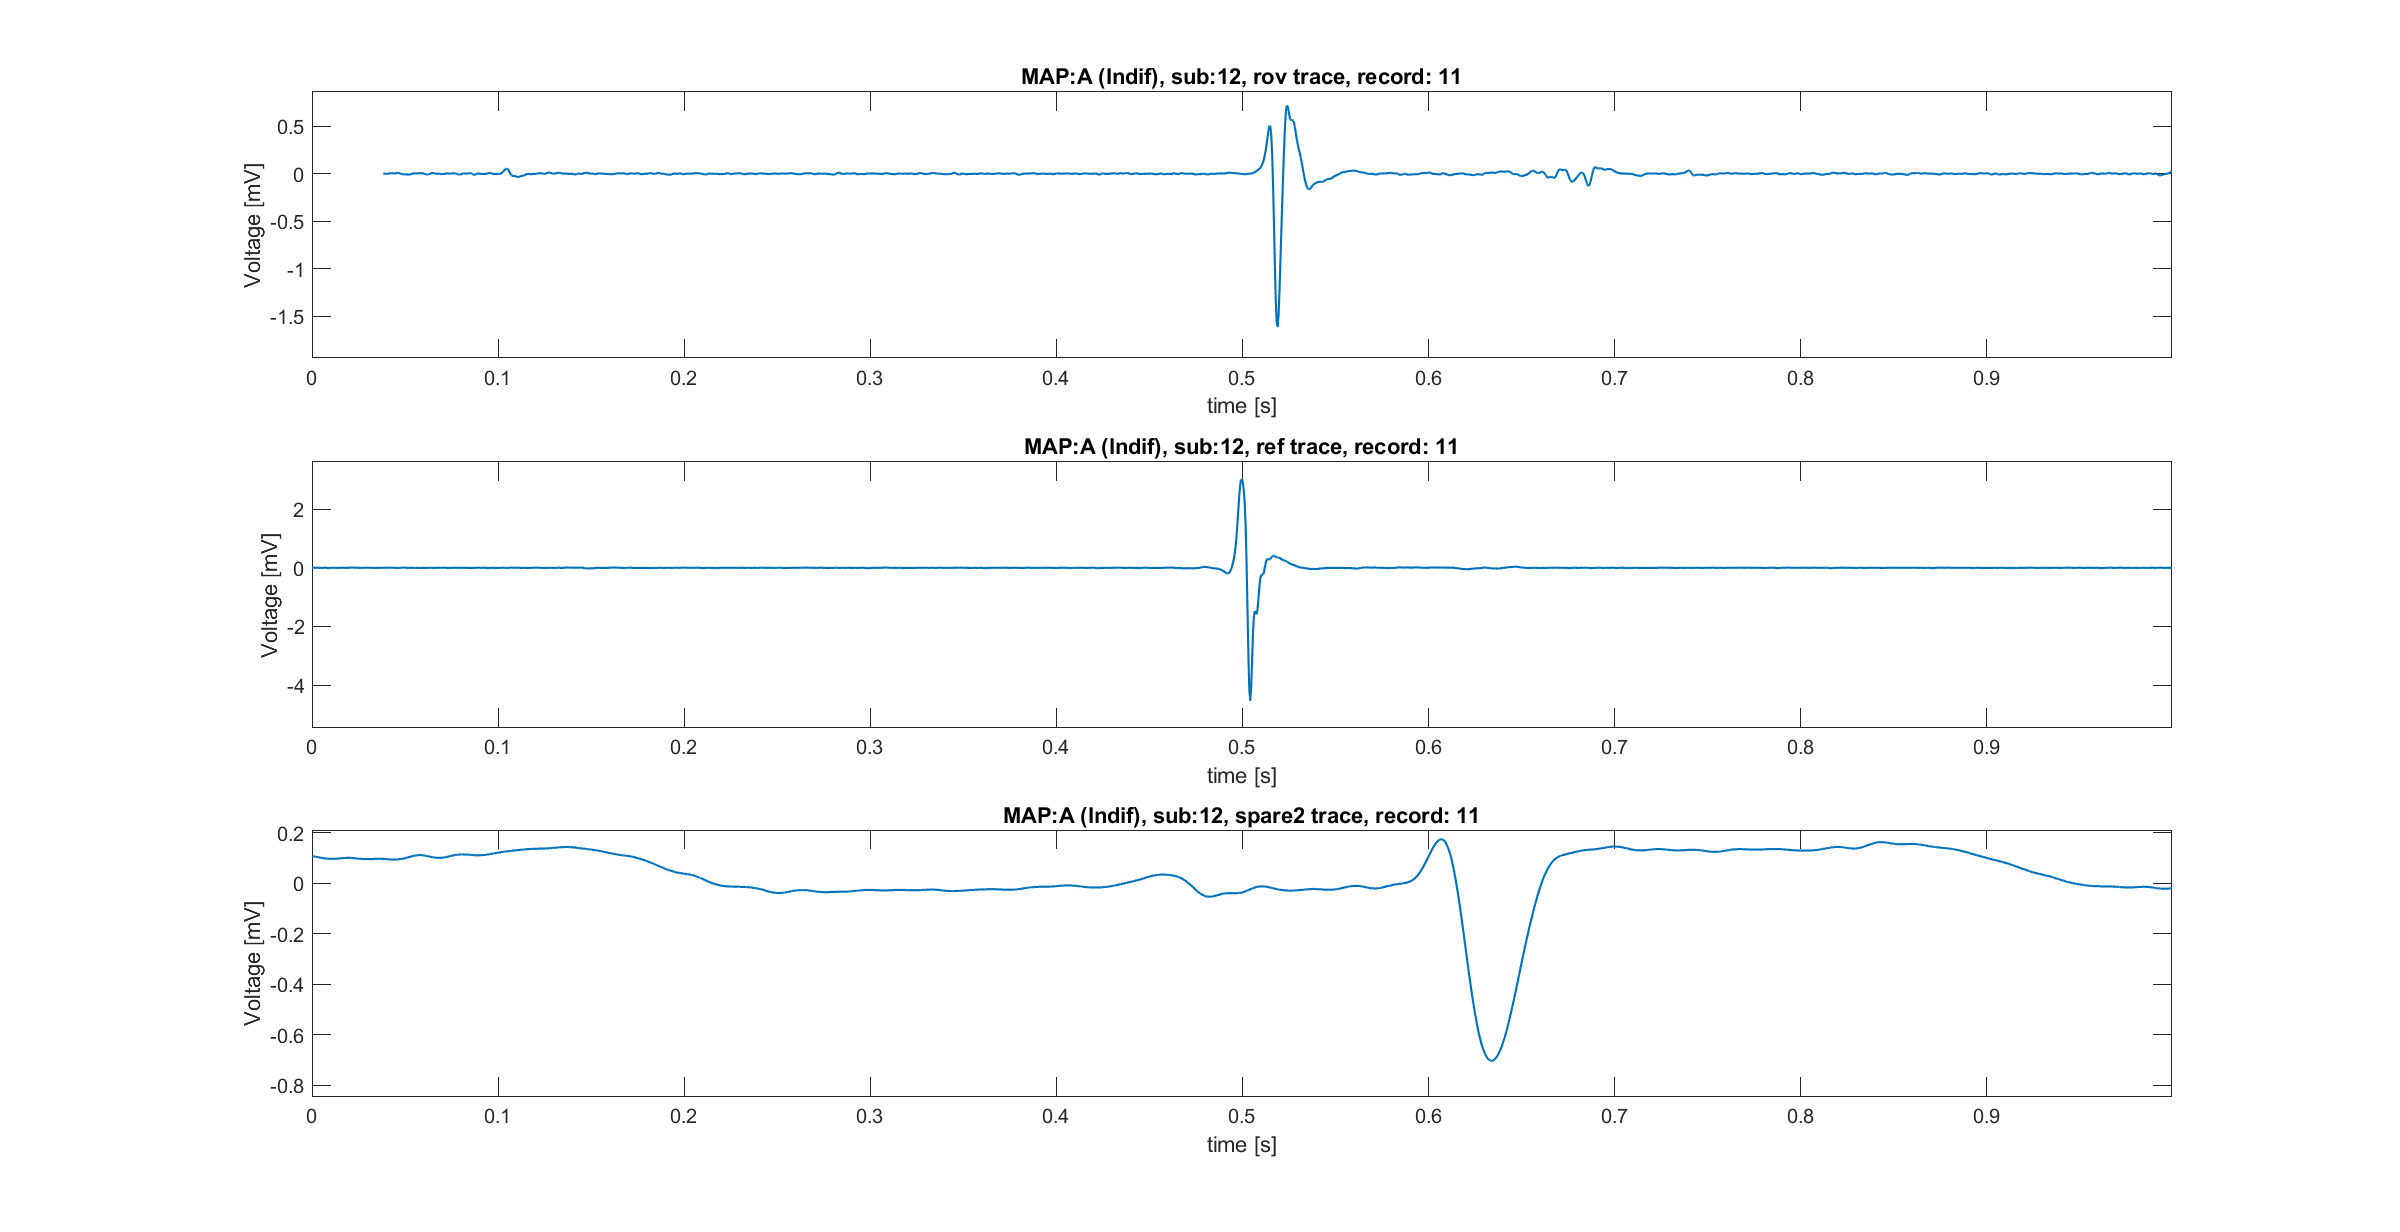 MAP:A (Indif), sub:12, rov trace, record: 11
0.5
0
-0.5
-1
-1.5
Voltage [mV]
0 0.1 0.2 0.3 0.4 0.5 0.6 0.7 0.8 0.9
time [s]
MAP:A (Indif), sub:12, ref trace, record: 11
2
0
-2
-4
Voltage [mV]
0 0.1 0.2 0.3 0.4 0.5 0.6 0.7 0.8 0.9
time [s]
MAP:A (Indif), sub:12, spare2 trace, record: 11
0.2
0
-0.2
-0.4
-0.6
-0.8
Voltage [mV]
0 0.1 0.2 0.3 0.4 0.5 0.6 0.7 0.8 0.9
time [s]